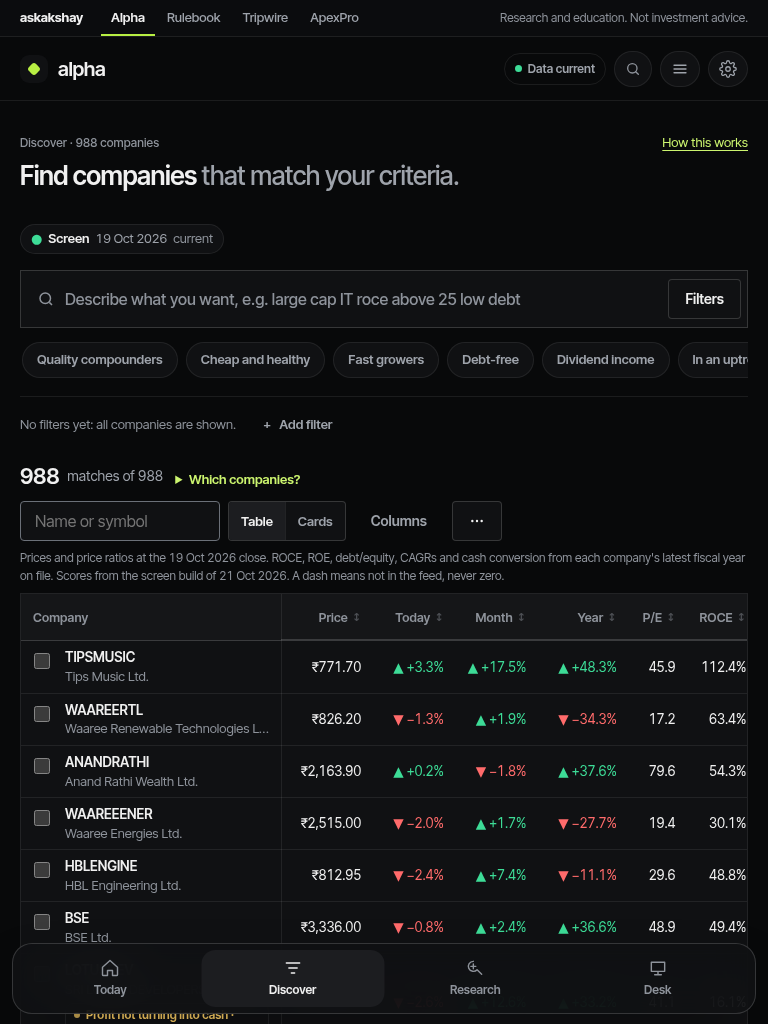 askakshay Alpha Rulebook Tripwire ApexPro Research and education. Not investment advice.
alpha Data current
Discover · 988 companies How this works
Find companies that match your criteria.
Screen 19 Oct 2026 current
Describe what you want, e.g. large cap IT roce above 25 low debt Filters
Quality compounders Cheap and healthy Fast growers Debt-free Dividend income In an uptr
No filters yet: all companies are shown. + Add filter
988 matches of 988 ▶ Which companies?
Name or symbol Table Cards Columns ···
Prices and price ratios at the 19 Oct 2026 close. ROCE, ROE, debt/equity, CAGRs and cash conversion from each company's latest fiscal year
on file. Scores from the screen build of 21 Oct 2026. A dash means not in the feed, never zero.
Company Price ↕ Today ↕ Month ↕ Year ↕ P/E ↕ ROCE ↕
TIPSMUSIC
Tips Music Ltd. ₹771.70 ▲ +3.3% ▲ +17.5% ▲ +48.3% 45.9 112.4%
WAAREERTL
Waaree Renewable Technologies L... ₹826.20 ▼ −1.3% ▲ +1.9% ▼ −34.3% 17.2 63.4%
ANANDRATHI
Anand Rathi Wealth Ltd. ₹2,163.90 ▲ +0.2% ▼ −1.8% ▲ +37.6% 79.6 54.3%
WAAREEENER
Waaree Energies Ltd. ₹2,515.00 ▼ −2.0% ▲ +1.7% ▼ −27.7% 19.4 30.1%
HBLENGINE
HBL Engineering Ltd. ₹812.95 ▼ −2.4% ▲ +7.4% ▼ −11.1% 29.6 48.8%
BSE
BSE Ltd. ₹3,336.00 ▼ −0.8% ▲ +2.4% ▲ +36.6% 48.9 49.4%
Today Discover Research Desk
Profit not turning into cash ·